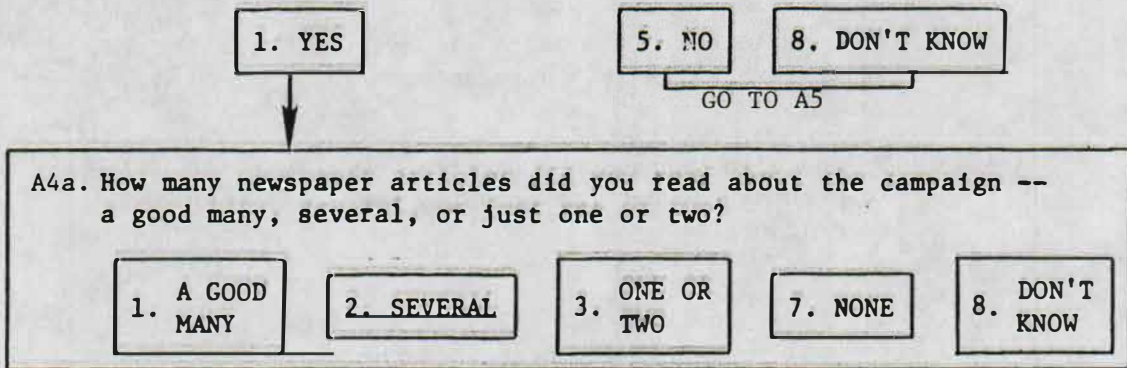 1. YES 5. NO 8. DON'T KNOW
GO TO A5
A4a. How many newspaper articles did you read about the campaign --
a good many, several, or just one or two?
1. A GOOD MANY 2. SEVERAL 3. ONE OR TWO 7. NONE 8. DON'T KNOW